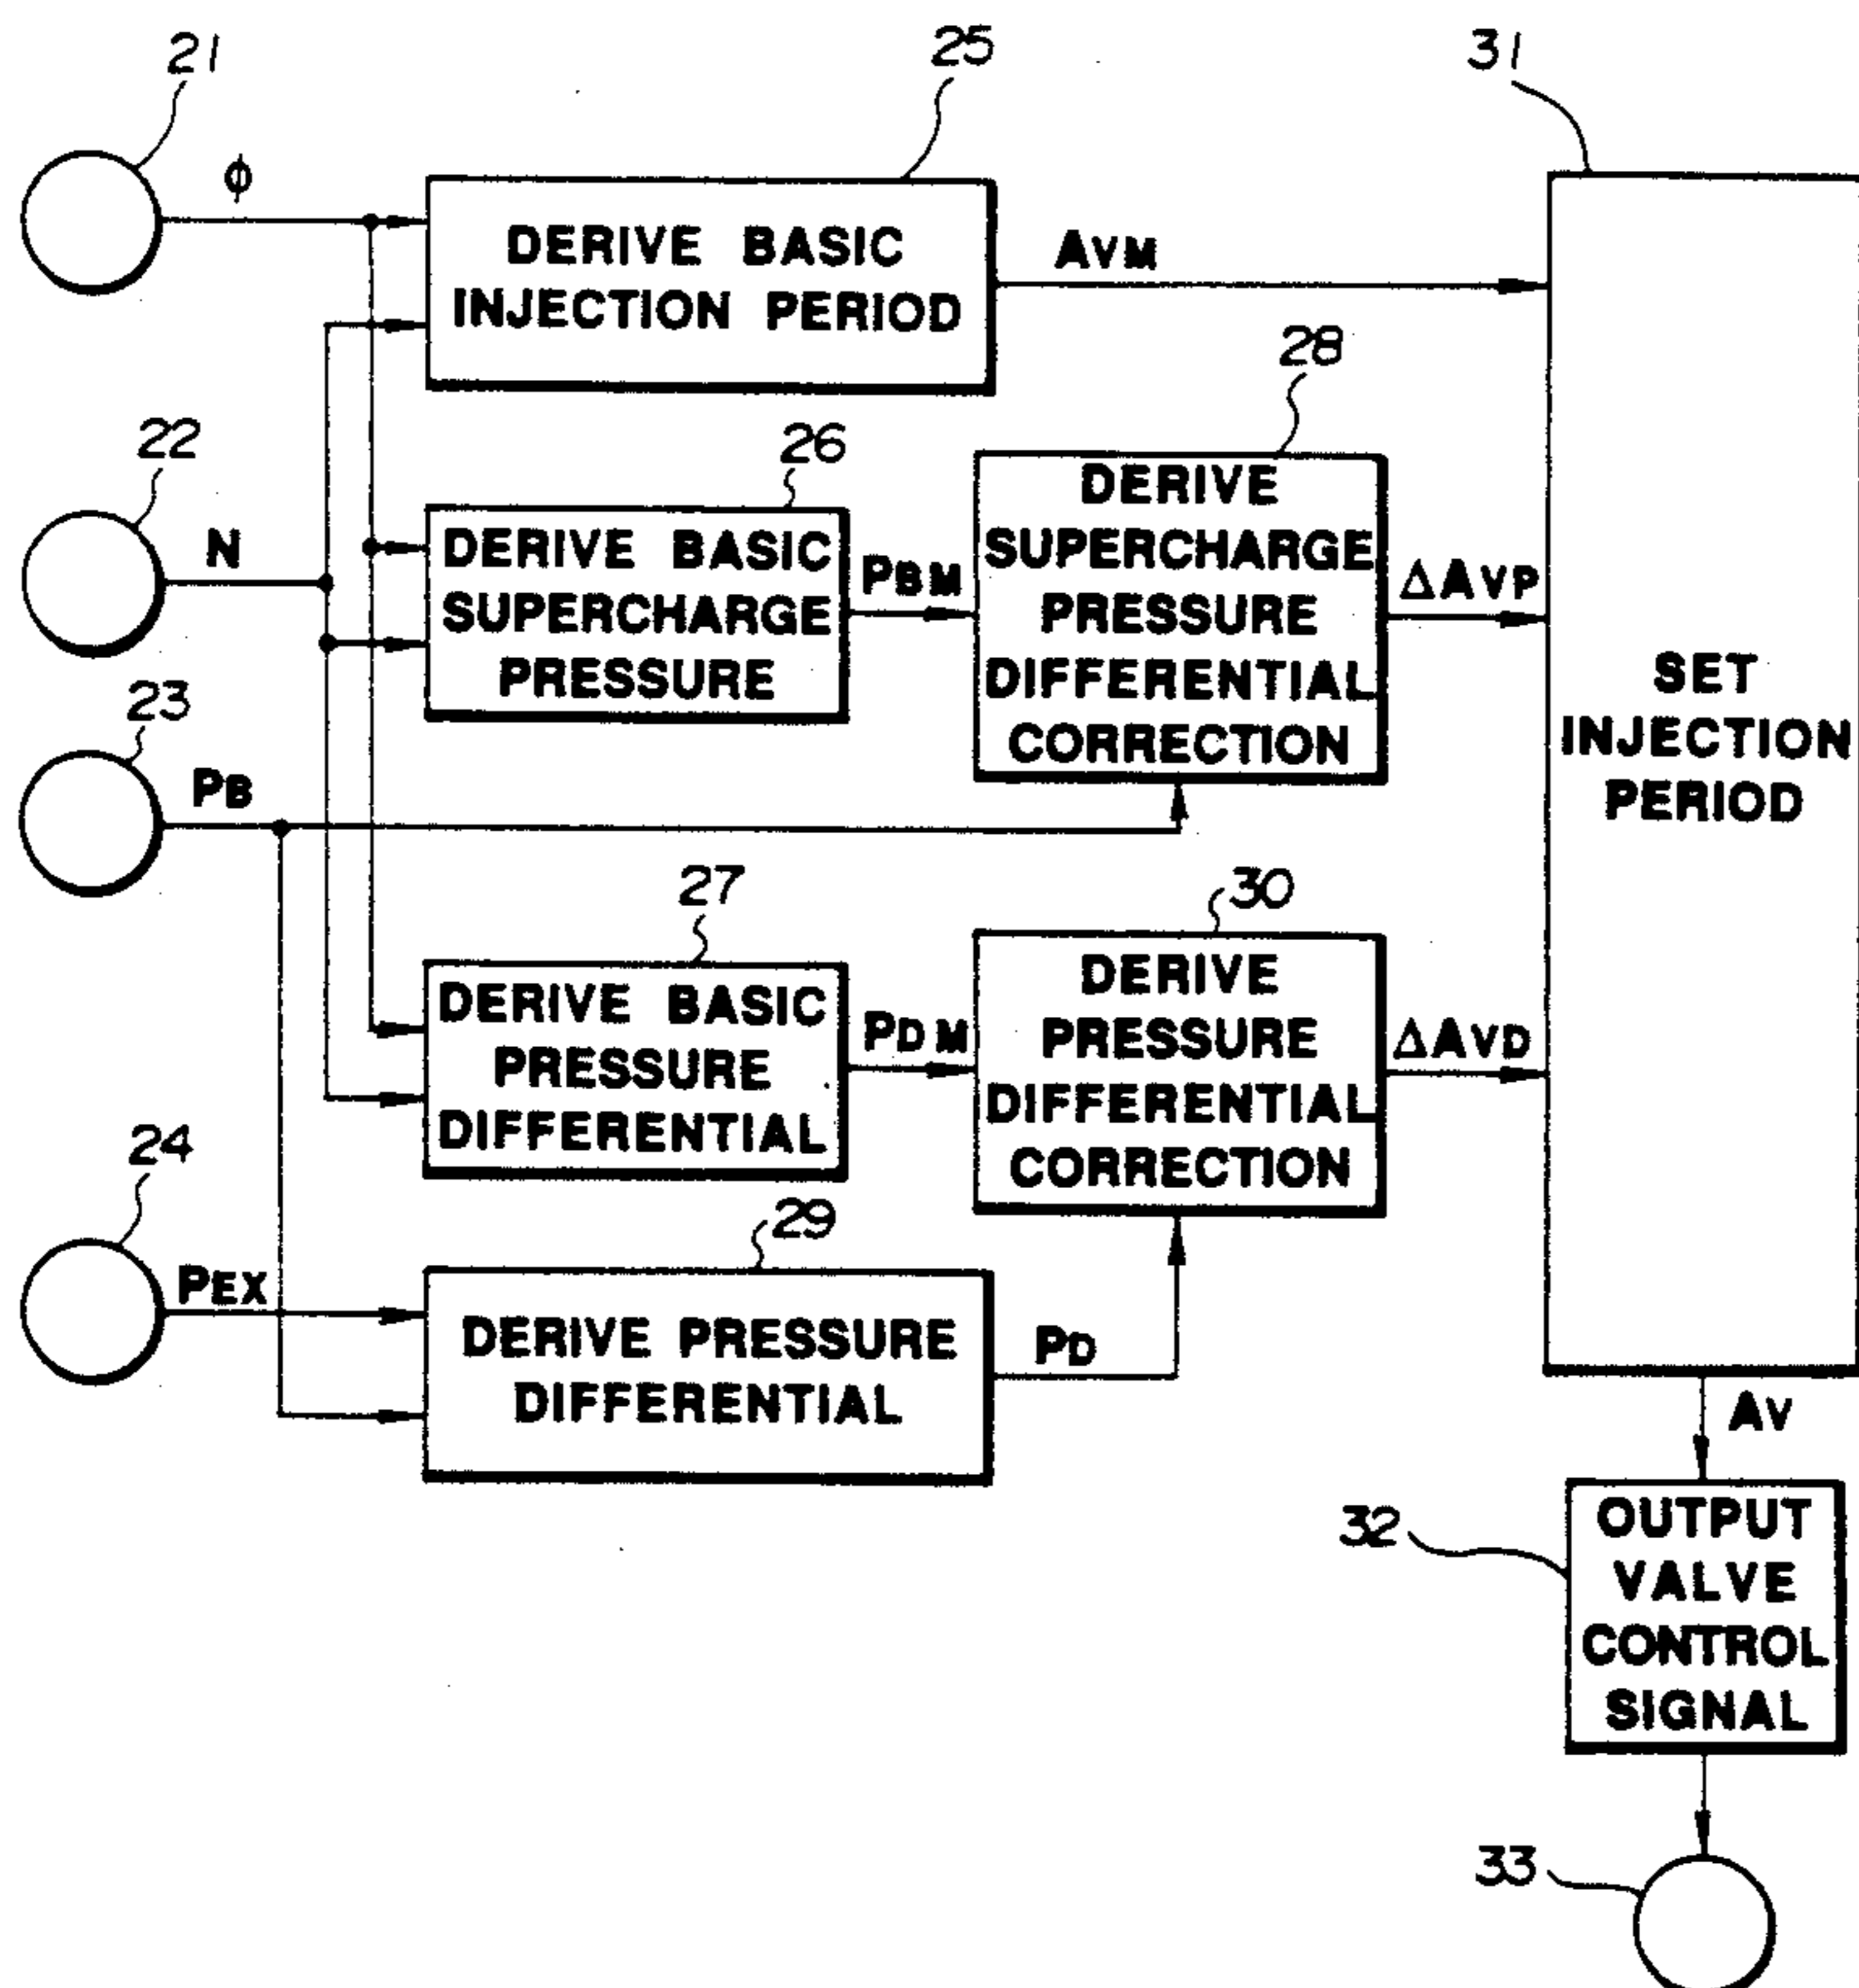 21
25
31
φ
DERIVE BASIC
INJECTION PERIOD
AVM
28
22
26
N
DERIVE BASIC
SUPERCHARGE
PRESSURE
PBM
DERIVE
SUPERCHARGE
PRESSURE
DIFFERENTIAL
CORRECTION
ΔAVP
SET
INJECTION
PERIOD
23
PB
27
30
DERIVE BASIC
PRESSURE
DIFFERENTIAL
PDM
DERIVE
PRESSURE
DIFFERENTIAL
CORRECTION
ΔAVD
24
29
PEX
DERIVE PRESSURE
DIFFERENTIAL
PD
AV
32
OUTPUT
VALVE
CONTROL
SIGNAL
33